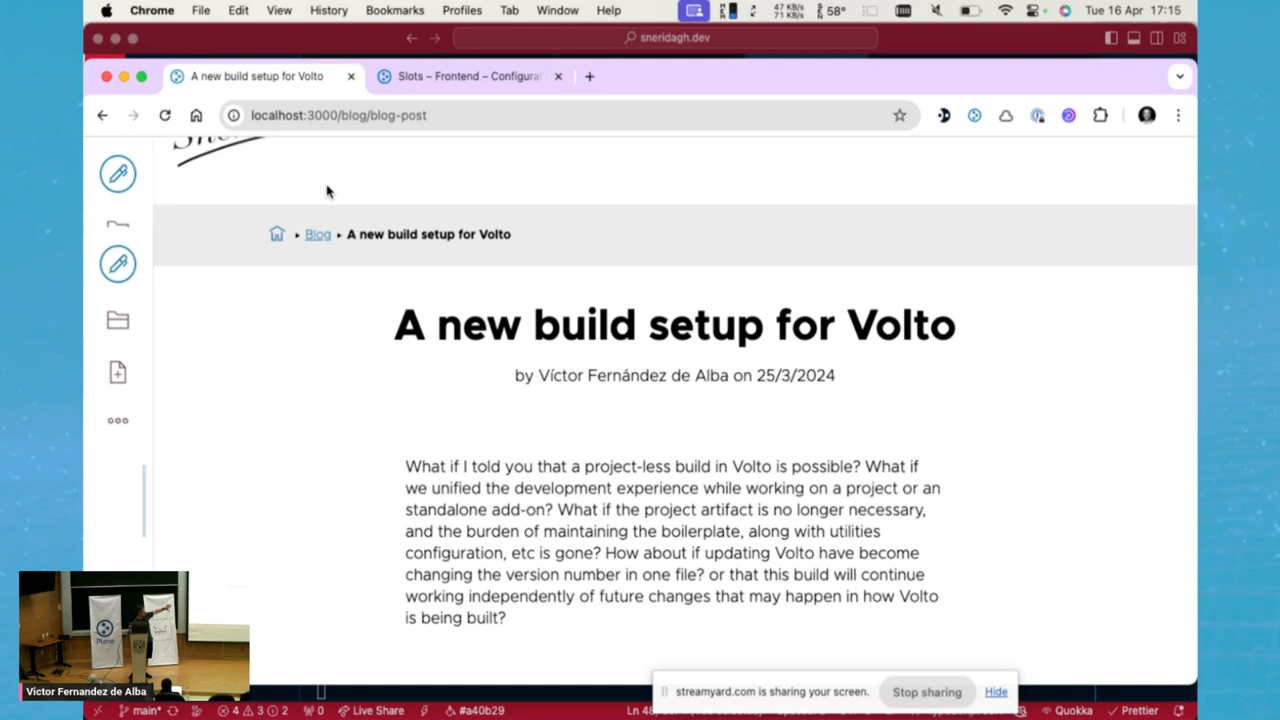 Chrome File Edit View History Bookmarks Profiles Tab Window Help
47 KB/s
71 KB/s
58° Tue 16 Apr 17:15
sneridagh.dev
A new build setup for Volto
Slots – Frontend – Configurat
localhost:3000/blog/blog-post
Blog ▸ A new build setup for Volto
A new build setup for Volto
by Víctor Fernández de Alba on 25/3/2024
What if I told you that a project-less build in Volto is possible? What if
we unified the development experience while working on a project or an
standalone add-on? What if the project artifact is no longer necessary,
and the burden of maintaining the boilerplate, along with utilities
configuration, etc is gone? How about if updating Volto have become
changing the version number in one file? or that this build will continue
working independently of future changes that may happen in how Volto
is being built?
Plone
Victor Fernandez de Alba
streamyard.com is sharing your screen. Stop sharing Hide
main* 4 3 2 0 Live Share #a40b29 Quokka Prettier